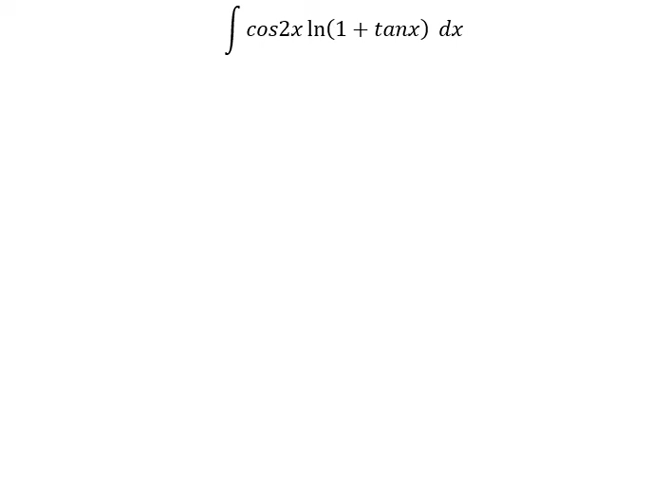 ∫ cos2x ln(1 + tanx) dx